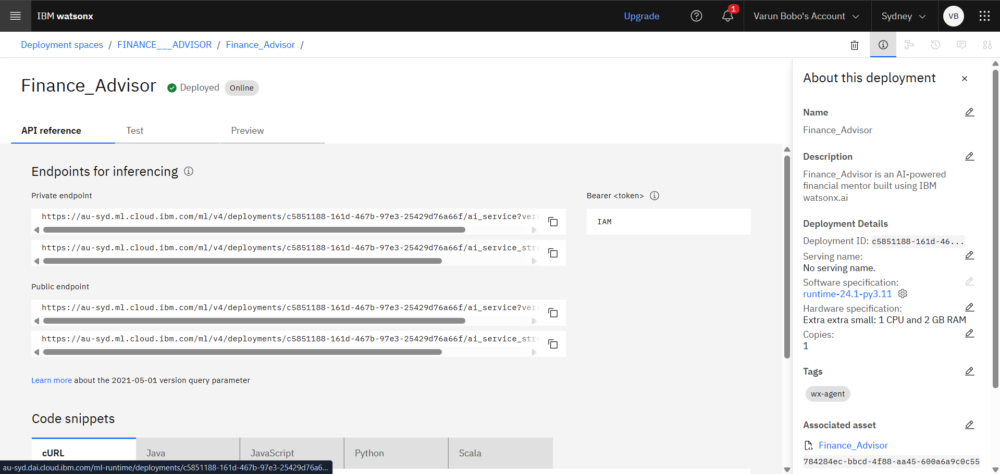 IBM watsonx
Upgrade
1
Varun Bobo's Account
Sydney
VB
Deployment spaces / FINANCE___ADVISOR / Finance_Advisor /
Finance_Advisor
Deployed
Online
API reference
Test
Preview
Endpoints for inferencing
Private endpoint
https://au-syd.ml.cloud.ibm.com/ml/v4/deployments/c5851188-161d-467b-97e3-25429d76a66f/ai_service?vers
https://au-syd.ml.cloud.ibm.com/ml/v4/deployments/c5851188-161d-467b-97e3-25429d76a66f/ai_service_stre
Bearer <token>
IAM
Public endpoint
https://au-syd.ml.cloud.ibm.com/ml/v4/deployments/c5851188-161d-467b-97e3-25429d76a66f/ai_service?vers
https://au-syd.ml.cloud.ibm.com/ml/v4/deployments/c5851188-161d-467b-97e3-25429d76a66f/ai_service_stre
Learn more about the 2021-05-01 version query parameter
Code snippets
cURL
Java
JavaScript
Python
Scala
au-syd.dai.cloud.ibm.com/ml-runtime/deployments/c5851188-161d-467b-97e3-25429d76a6...
About this deployment
Name
Finance_Advisor
Description
Finance_Advisor is an AI-powered
financial mentor built using IBM
watsonx.ai
Deployment Details
Deployment ID: c5851188-161d-46...
Serving name:
No serving name.
Software specification:
runtime-24.1-py3.11
Hardware specification:
Extra extra small: 1 CPU and 2 GB RAM
Copies:
1
Tags
wx-agent
Associated asset
Finance_Advisor
784284ec-bbcd-4f88-aa45-600a6a9c0c55